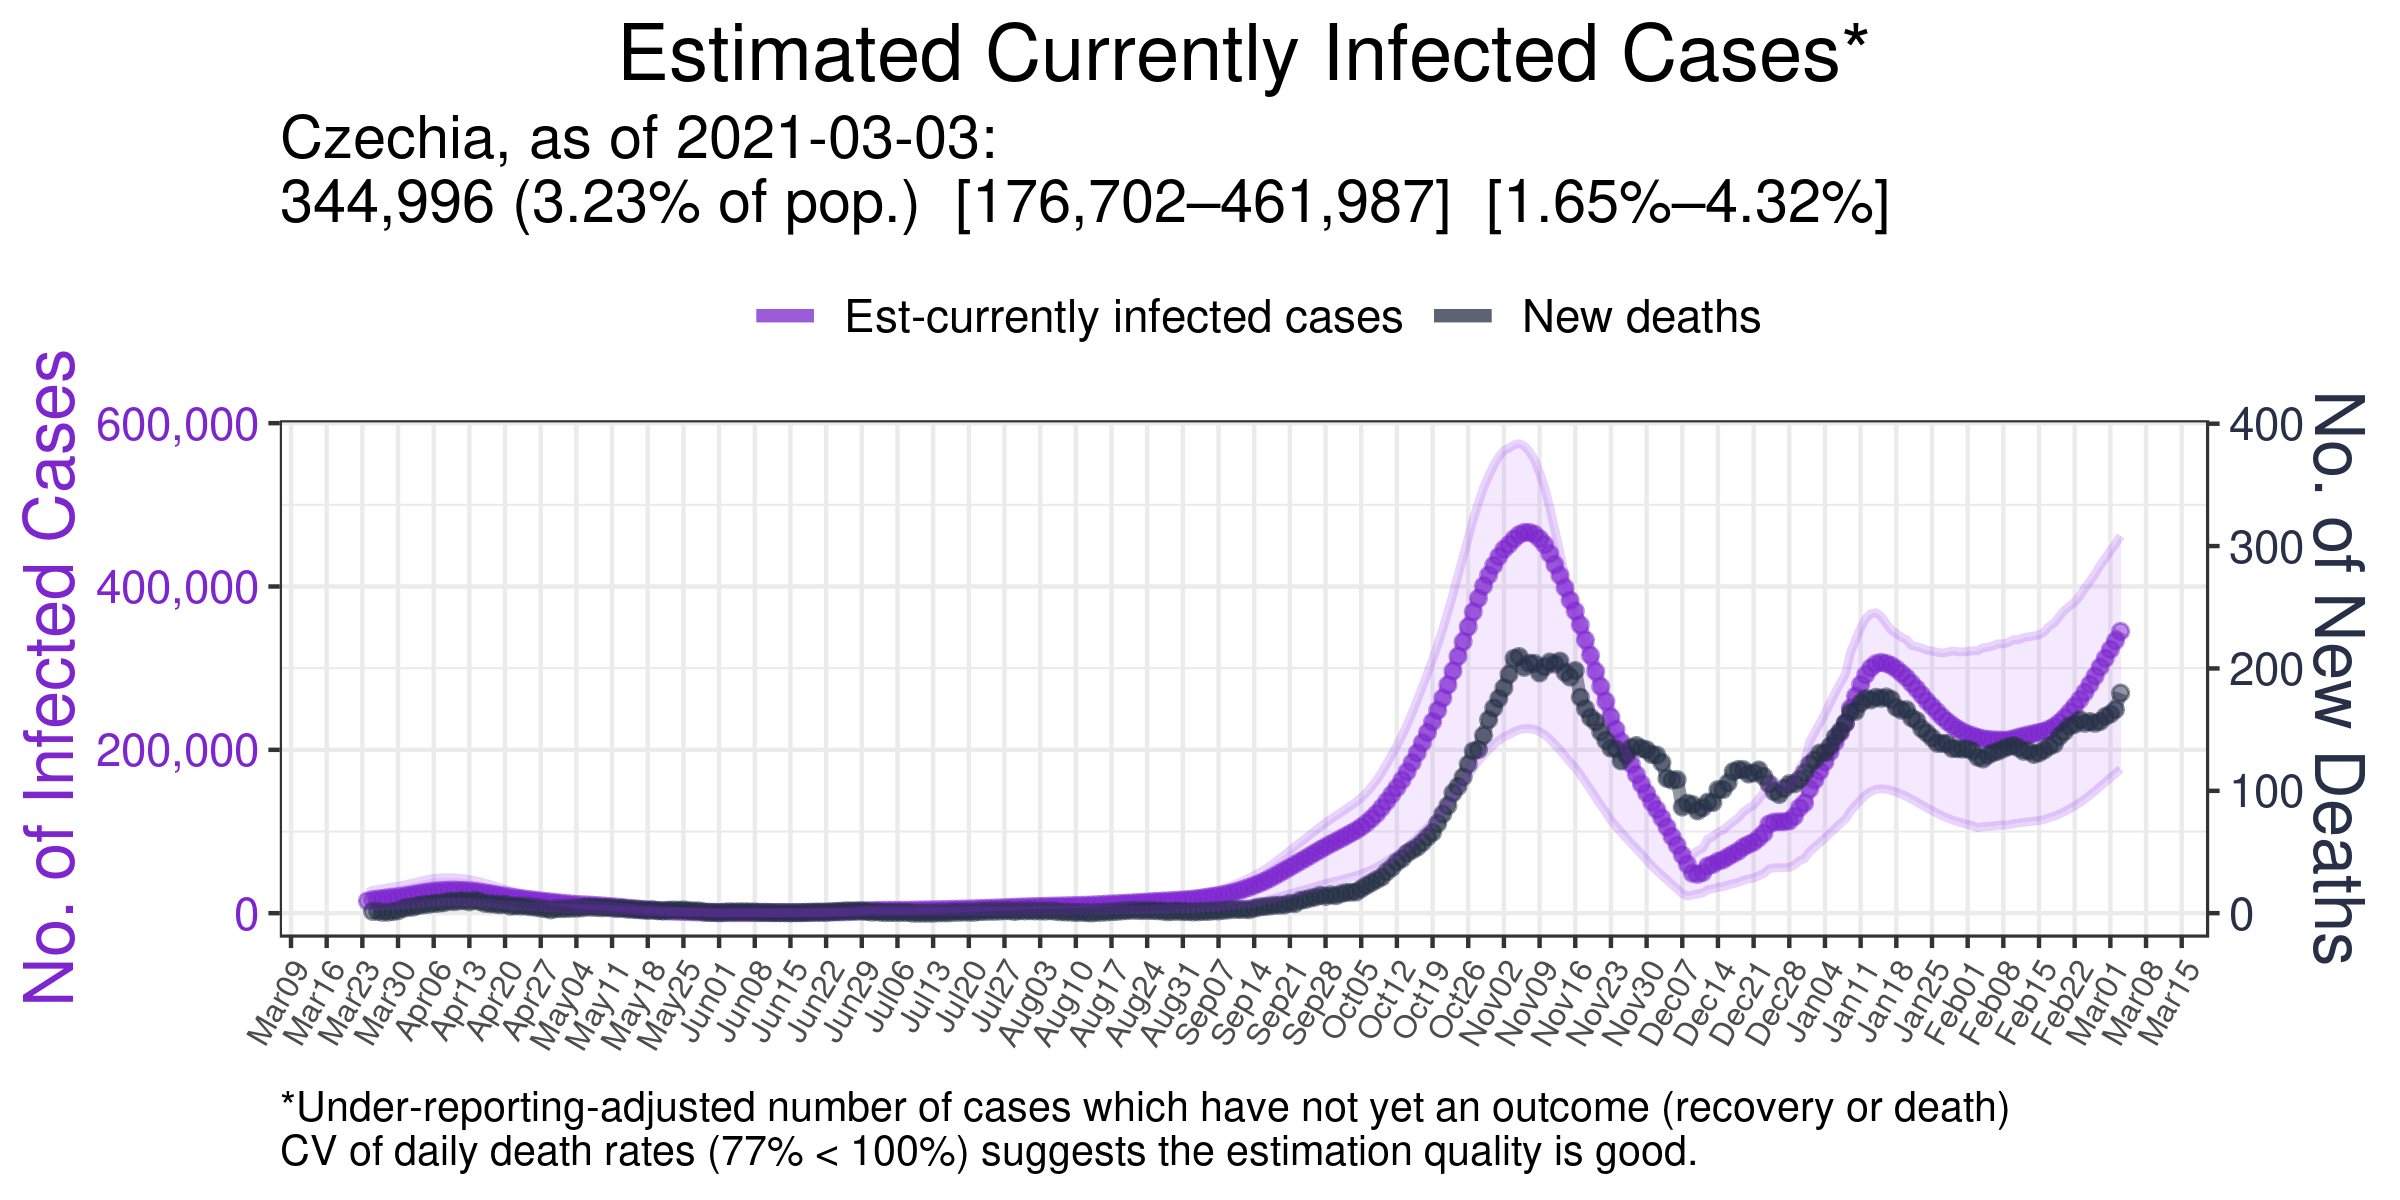 Estimated Currently Infected Cases*
Czechia, as of 2021-03-03:
344,996 (3.23% of pop.) [176,702–461,987] [1.65%–4.32%]
Est-currently infected cases
New deaths
No. of Infected Cases
600,000
400,000
200,000
0
400
300
200
100
0
No. of New Deaths
Mar09
Mar16
Mar23
Mar30
Apr06
Apr13
Apr20
Apr27
May04
May11
May18
May25
Jun01
Jun08
Jun15
Jun22
Jun29
Jul06
Jul13
Jul20
Jul27
Aug03
Aug10
Aug17
Aug24
Aug31
Sep07
Sep14
Sep21
Sep28
Oct05
Oct12
Oct19
Oct26
Nov02
Nov09
Nov16
Nov23
Nov30
Dec07
Dec14
Dec21
Dec28
Jan04
Jan11
Jan18
Jan25
Feb01
Feb08
Feb15
Feb22
Mar01
Mar08
Mar15
*Under-reporting-adjusted number of cases which have not yet an outcome (recovery or death)
CV of daily death rates (77% < 100%) suggests the estimation quality is good.